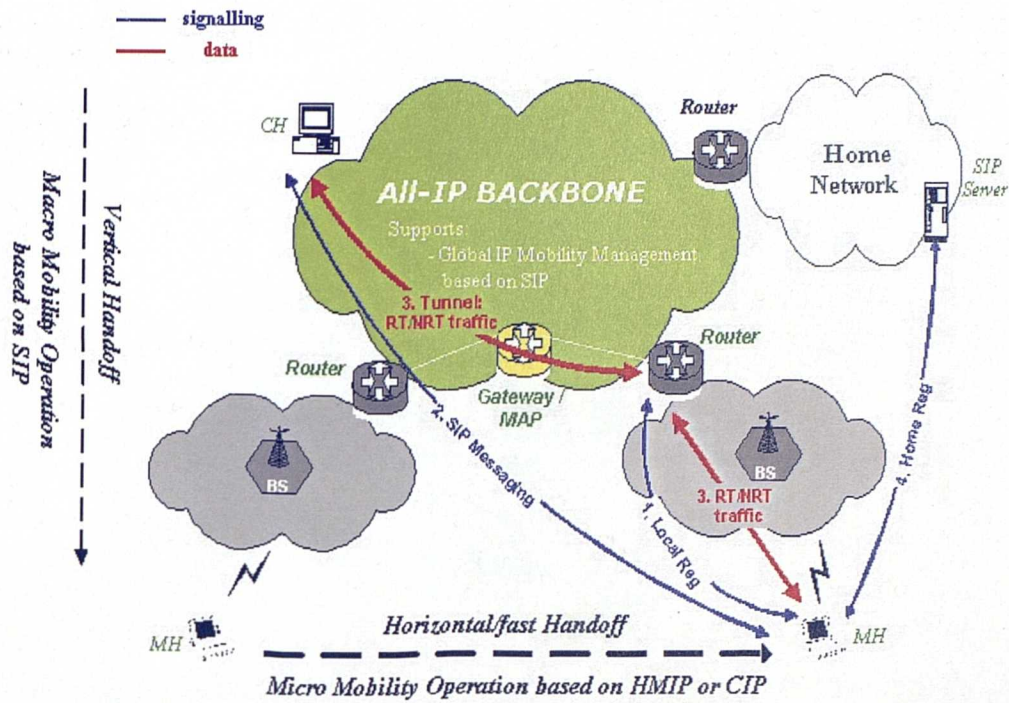 signalling
data
CH
Router
Home
Network
SIP
Server
All-IP BACKBONE
Supports:
- Global IP Mobility Management
based on SIP
3. Tunnel:
RT/NRT traffic
Router
Router
Gateway /
MAP
Vertical Handoff
Macro Mobility Operation
based on SIP
BS
BS
2. SIP Messaging
1. Local Reg
3. RT/NRT
traffic
4. Home Reg
MH
MH
Horizontal/fast Handoff
Micro Mobility Operation based on HMIP or CIP